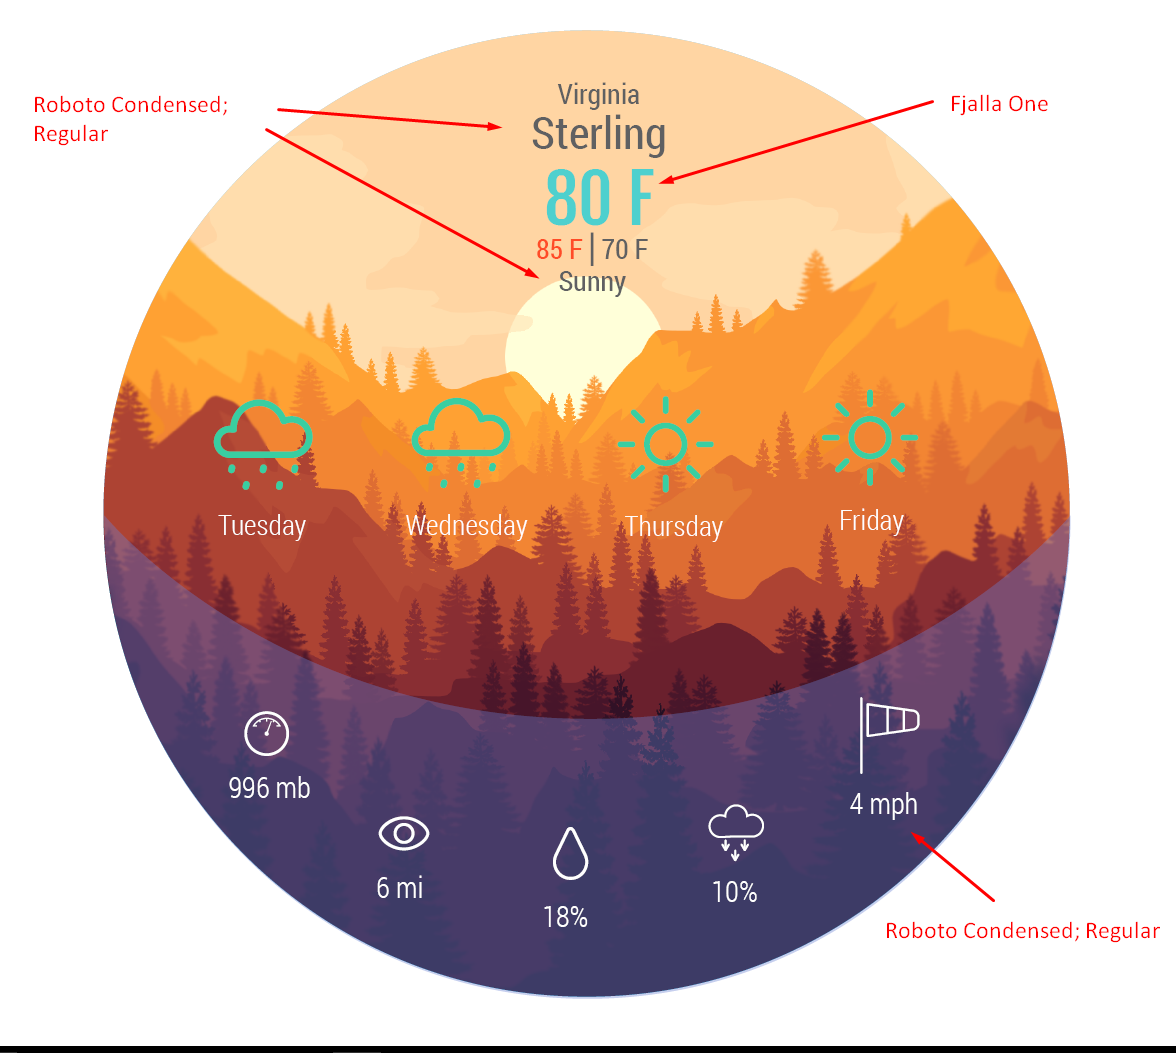 Roboto Condensed;
Regular
Fjalla One
Virginia
Sterling
80 F
85 F | 70 F
Sunny
Tuesday
Wednesday
Thursday
Friday
996 mb
6 mi
18%
10%
4 mph
Roboto Condensed; Regular